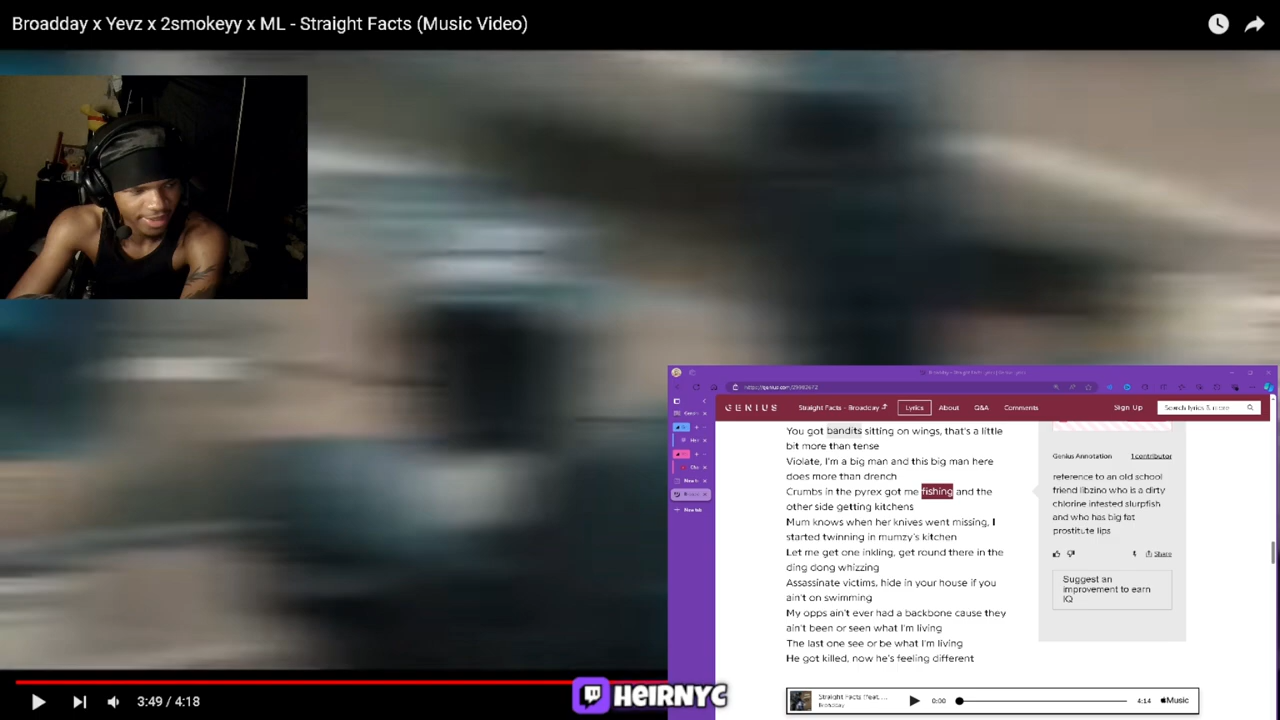 Broadday x Yevz x 2smokeyy x ML - Straight Facts (Music Video)
GENIUS
Straight Facts - Broadday
Lyrics
About
Q&A
Comments
Sign Up
Search lyrics & more
You got bandits sitting on wings, that's a little
bit more than tense
Violate, I'm a big man and this big man here
does more than drench
Crumbs in the pyrex got me fishing and the
other side getting kitchens
Mum knows when her knives went missing, I
started twinning in mumzy's kitchen
Let me get one inkling, get round there in the
ding dong whizzing
Assassinate victims, hide in your house if you
ain't on swimming
My opps ain't ever had a backbone cause they
ain't been or seen what I'm living
The last one see or be what I'm living
He got killed, now he's feeling different
Genius Annotation
1 contributor
reference to an old school
friend libzino who is a dirty
chlorine intested slurpfish
and who has big fat
prostitute lips
Share
Suggest an
improvement to earn
IQ
Straight Facts (feat. ...
Broadday
0:00
4:14
Music
3:49 / 4:18
HEIRNYC